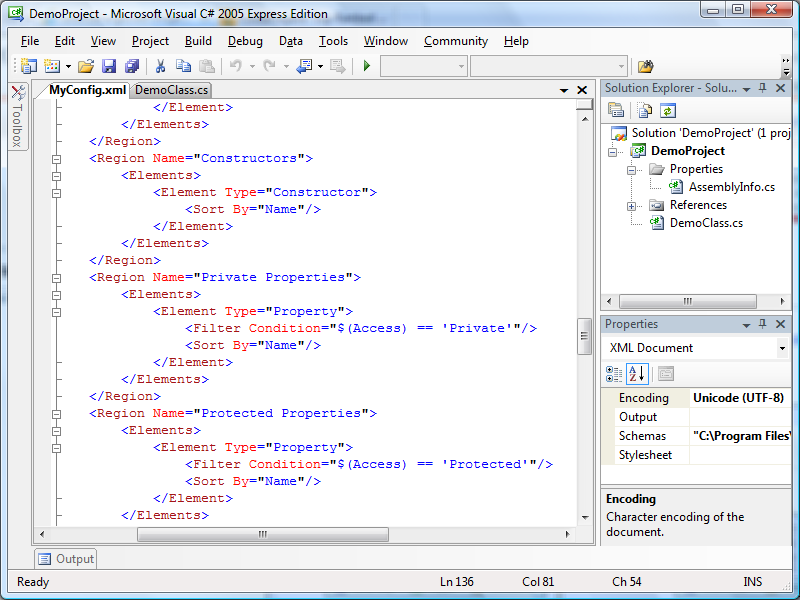 DemoProject - Microsoft Visual C# 2005 Express Edition
File Edit View Project Build Debug Data Tools Window Community Help
Toolbox
MyConfig.xml DemoClass.cs
</Element>
</Elements>
</Region>
<Region Name="Constructors">
<Elements>
<Element Type="Constructor">
<Sort By="Name"/>
</Element>
</Elements>
</Region>
<Region Name="Private Properties">
<Elements>
<Element Type="Property">
<Filter Condition="$(Access) == 'Private'"/>
<Sort By="Name"/>
</Element>
</Elements>
</Region>
<Region Name="Protected Properties">
<Elements>
<Element Type="Property">
<Filter Condition="$(Access) == 'Protected'"/>
<Sort By="Name"/>
</Element>
</Elements>
Solution Explorer - Solu...
Solution 'DemoProject' (1 proj
DemoProject
Properties
AssemblyInfo.cs
References
DemoClass.cs
Properties
XML Document
Encoding Unicode (UTF-8)
Output
Schemas "C:\Program Files\
Stylesheet
Encoding
Character encoding of the
document.
Output
Ready Ln 136 Col 81 Ch 54 INS